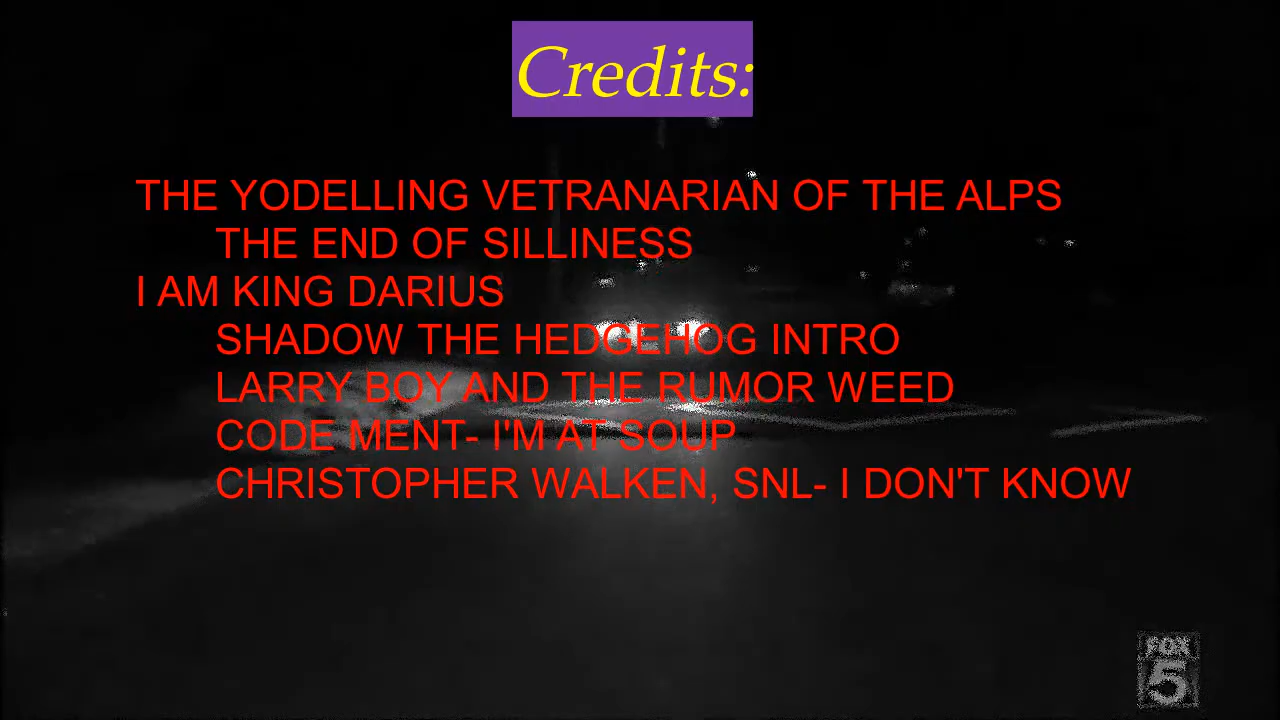 Credits:
THE YODELLING VETRANARIAN OF THE ALPS
THE END OF SILLINESS
I AM KING DARIUS
SHADOW THE HEDGEHOG INTRO
LARRY BOY AND THE RUMOR WEED
CODE MENT- I'M AT SOUP
CHRISTOPHER WALKEN, SNL- I DON'T KNOW
FOX
5